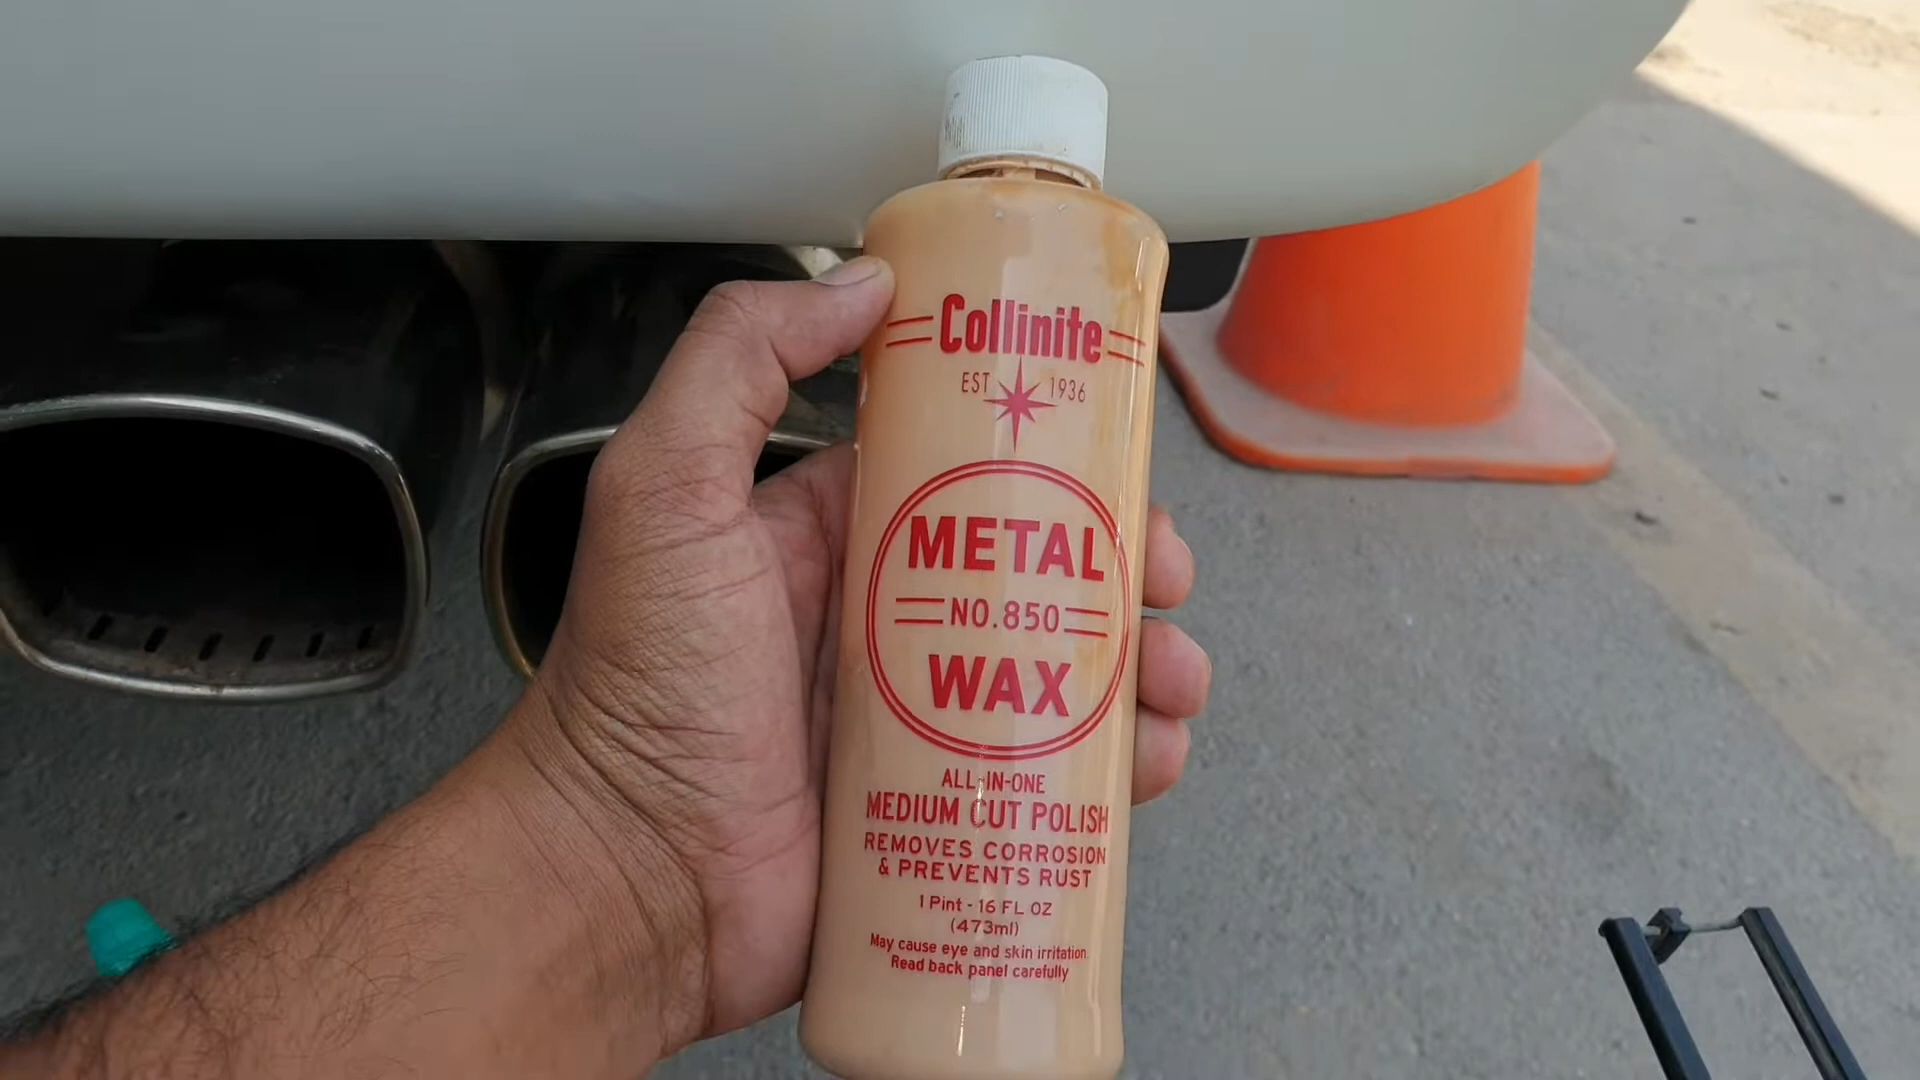 Collinite
EST 1936
METAL
NO.850
WAX
ALL-IN-ONE
MEDIUM CUT POLISH
REMOVES CORROSION
& PREVENTS RUST
1 Pint - 16 FL OZ
(473ml)
May cause eye and skin irritation.
Read back panel carefully